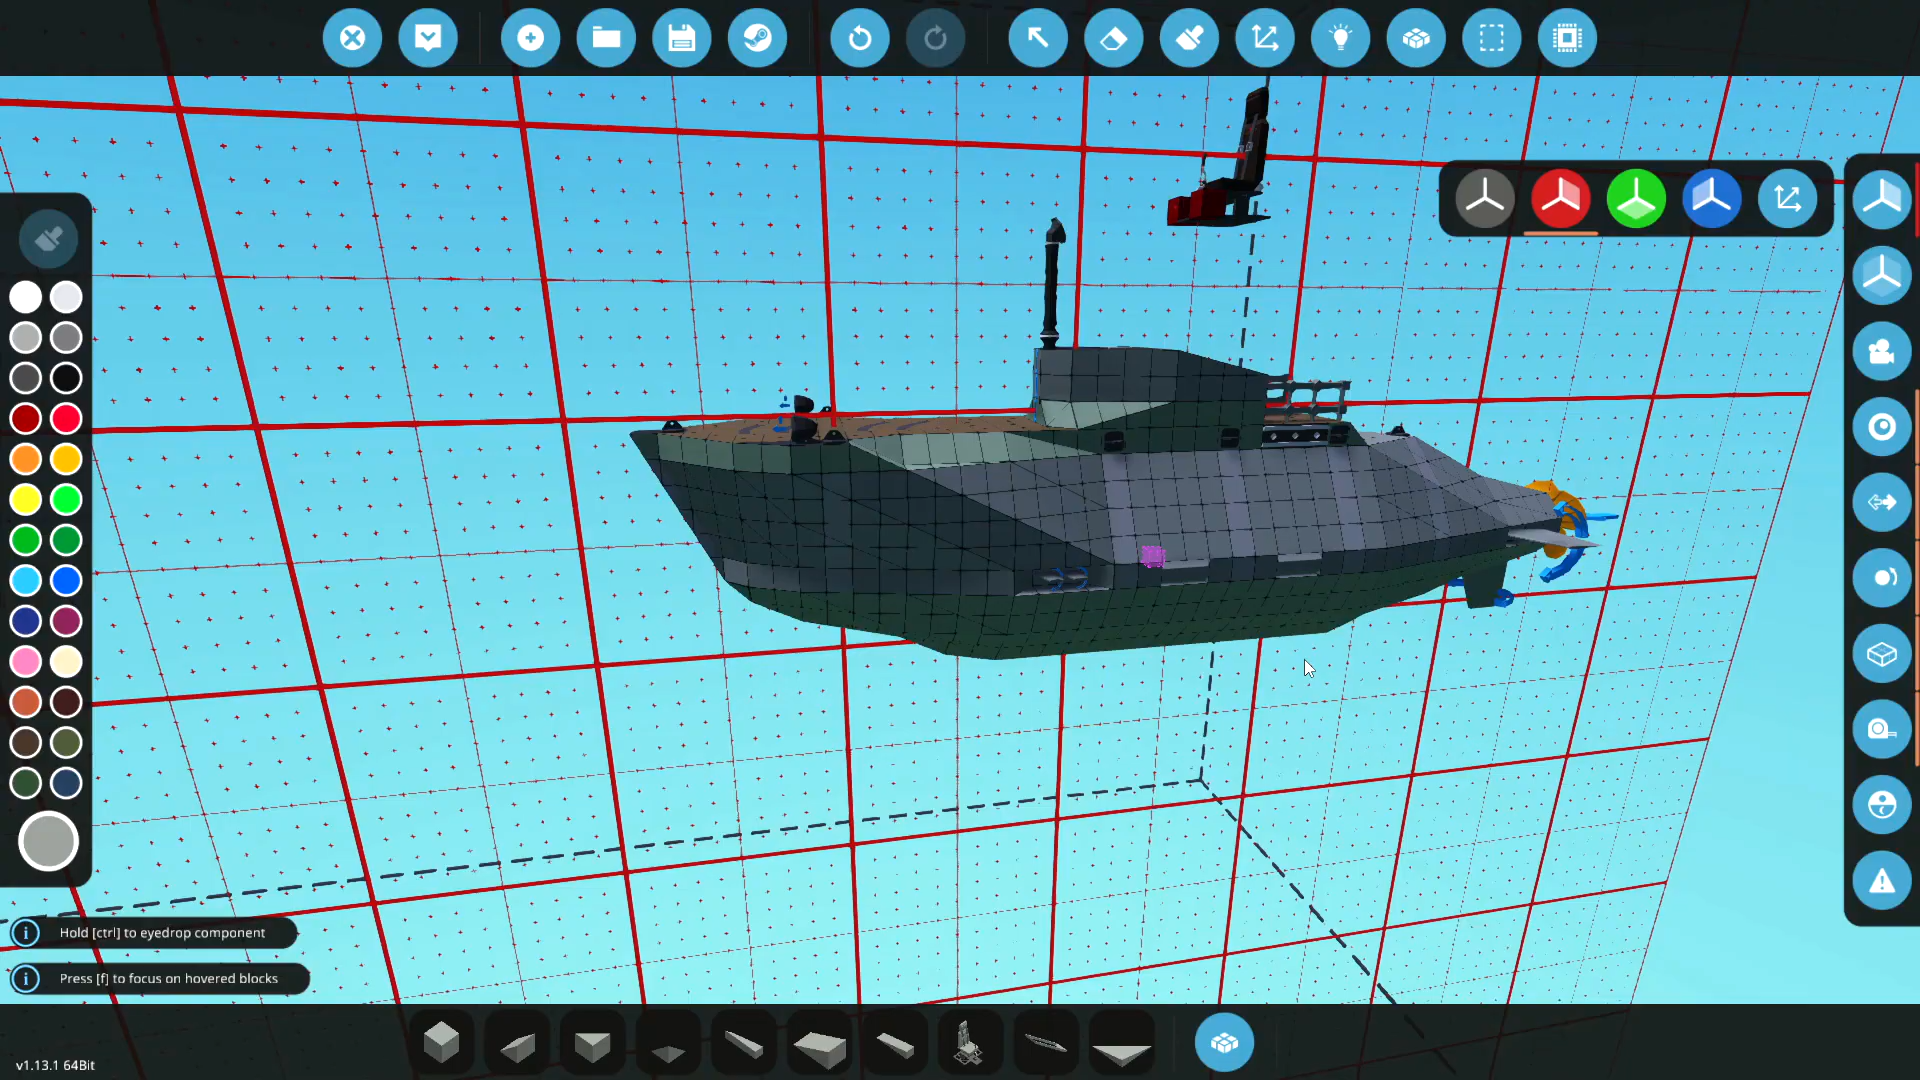 Hold [ctrl] to eyedrop component
Press [f] to focus on hovered blocks
v1.13.1 64Bit